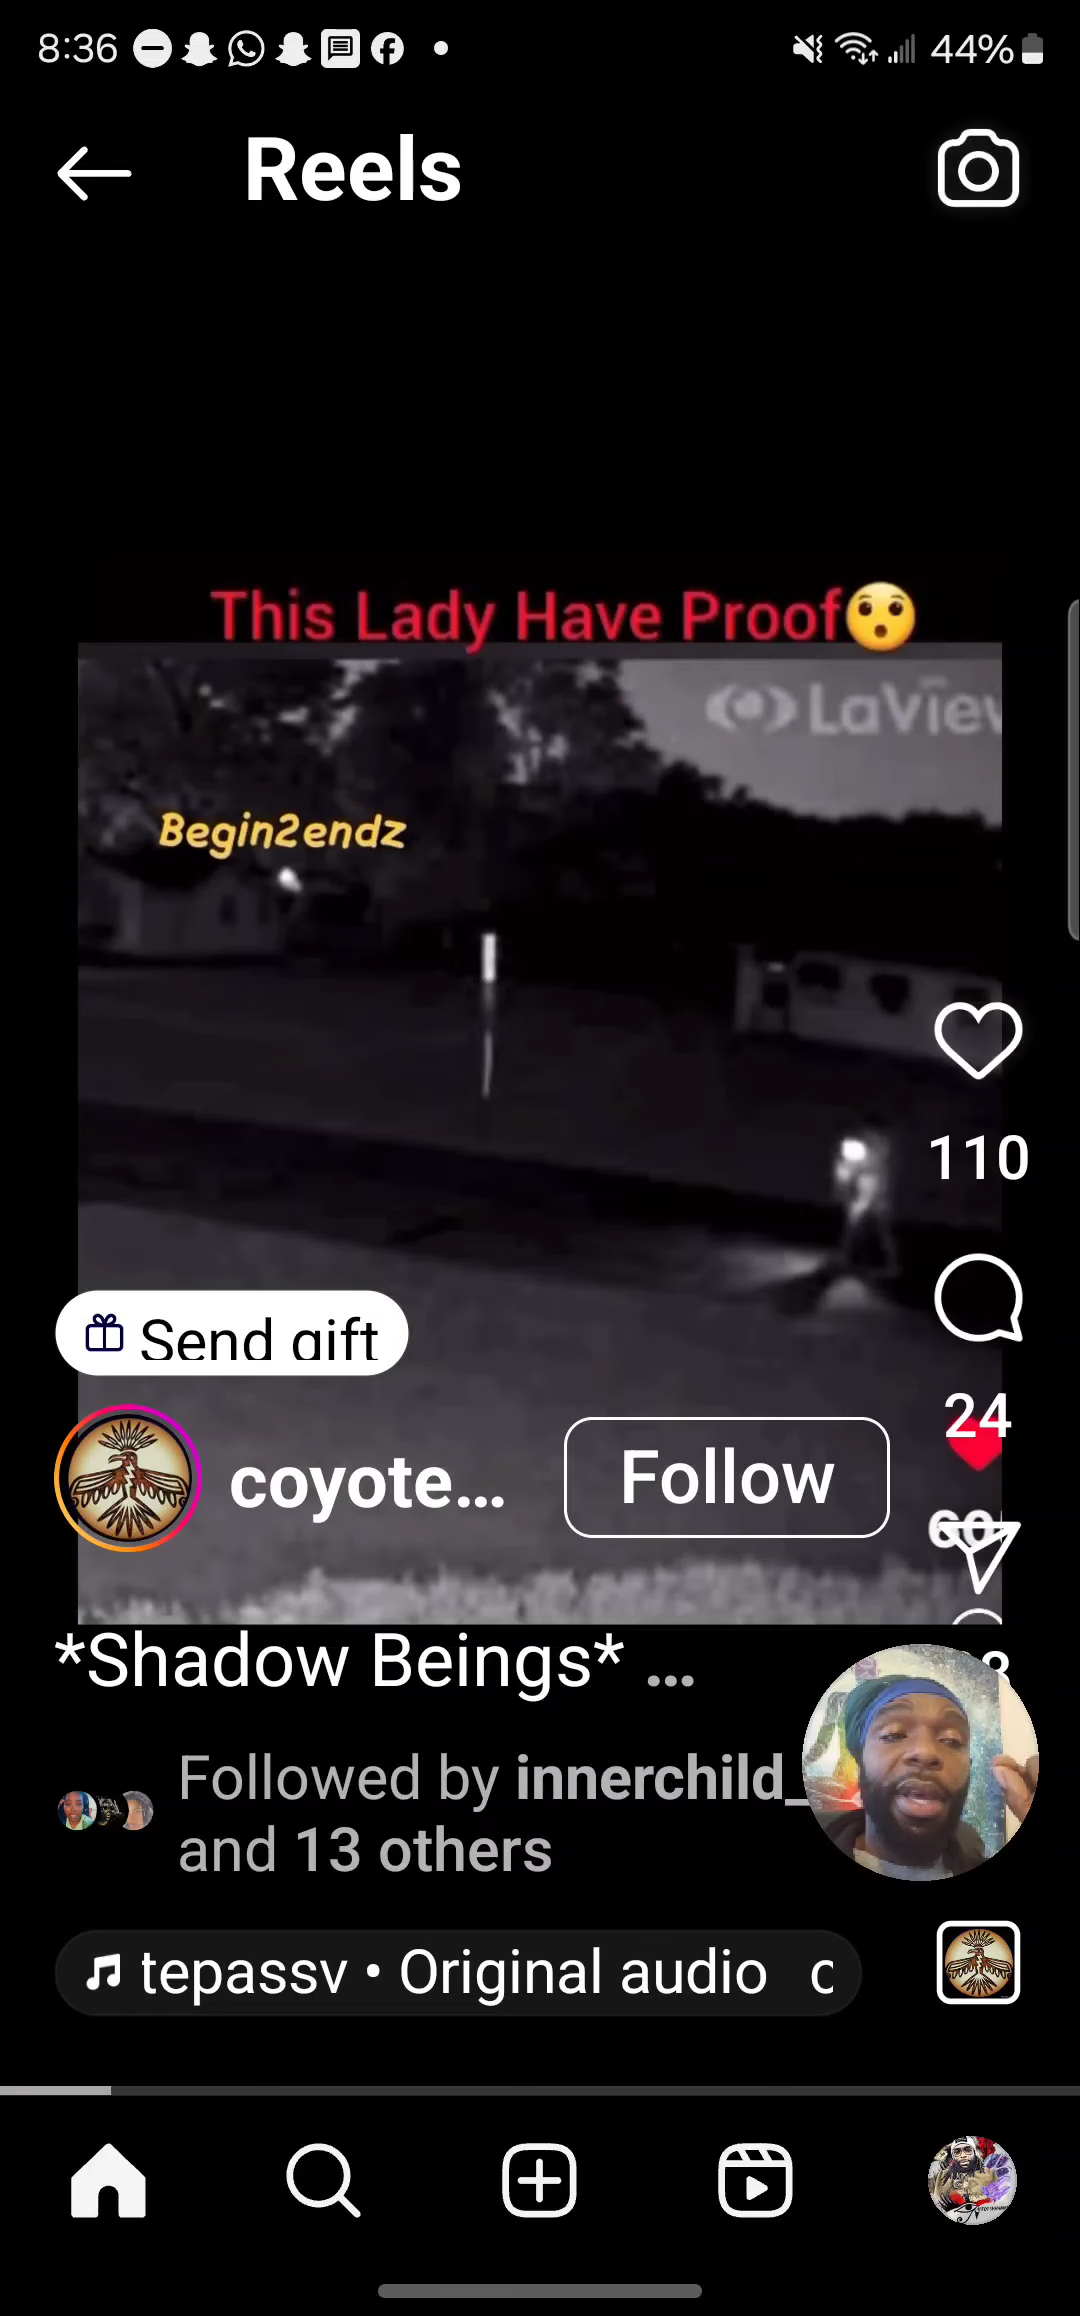 8:36
44%
Reels
This Lady Have Proof😯
LaView
Begin2endz
110
Send gift
24
coyote...
Follow
*Shadow Beings* ...
Followed by innerchild_
and 13 others
tepassv • Original audio